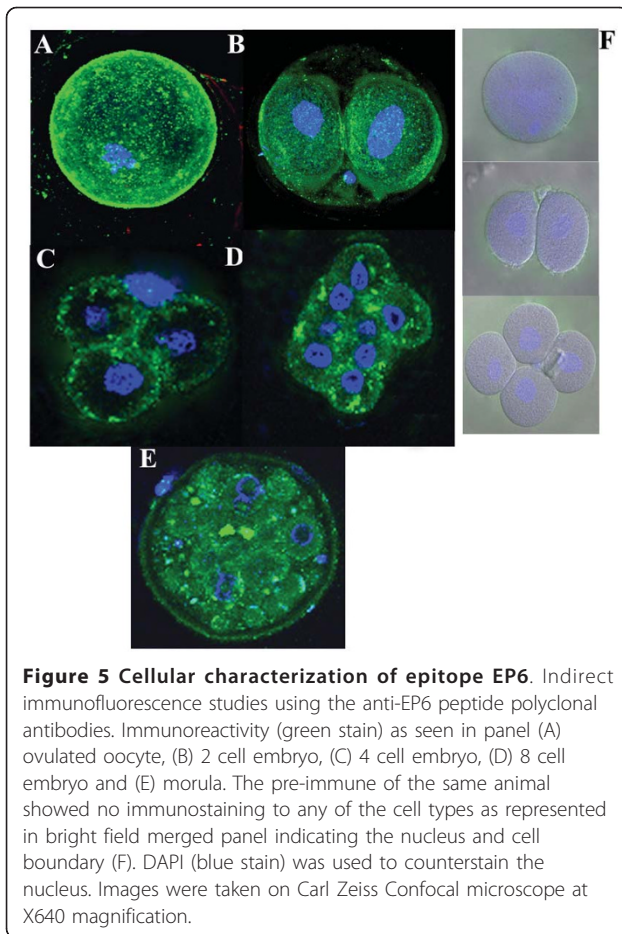 A
B
F
C
D
E
Figure 5 Cellular characterization of epitope EP6. Indirect
immunofluorescence studies using the anti-EP6 peptide polyclonal
antibodies. Immunoreactivity (green stain) as seen in panel (A)
ovulated oocyte, (B) 2 cell embryo, (C) 4 cell embryo, (D) 8 cell
embryo and (E) morula. The pre-immune of the same animal
showed no immunostaining to any of the cell types as represented
in bright field merged panel indicating the nucleus and cell
boundary (F). DAPI (blue stain) was used to counterstain the
nucleus. Images were taken on Carl Zeiss Confocal microscope at
X640 magnification.